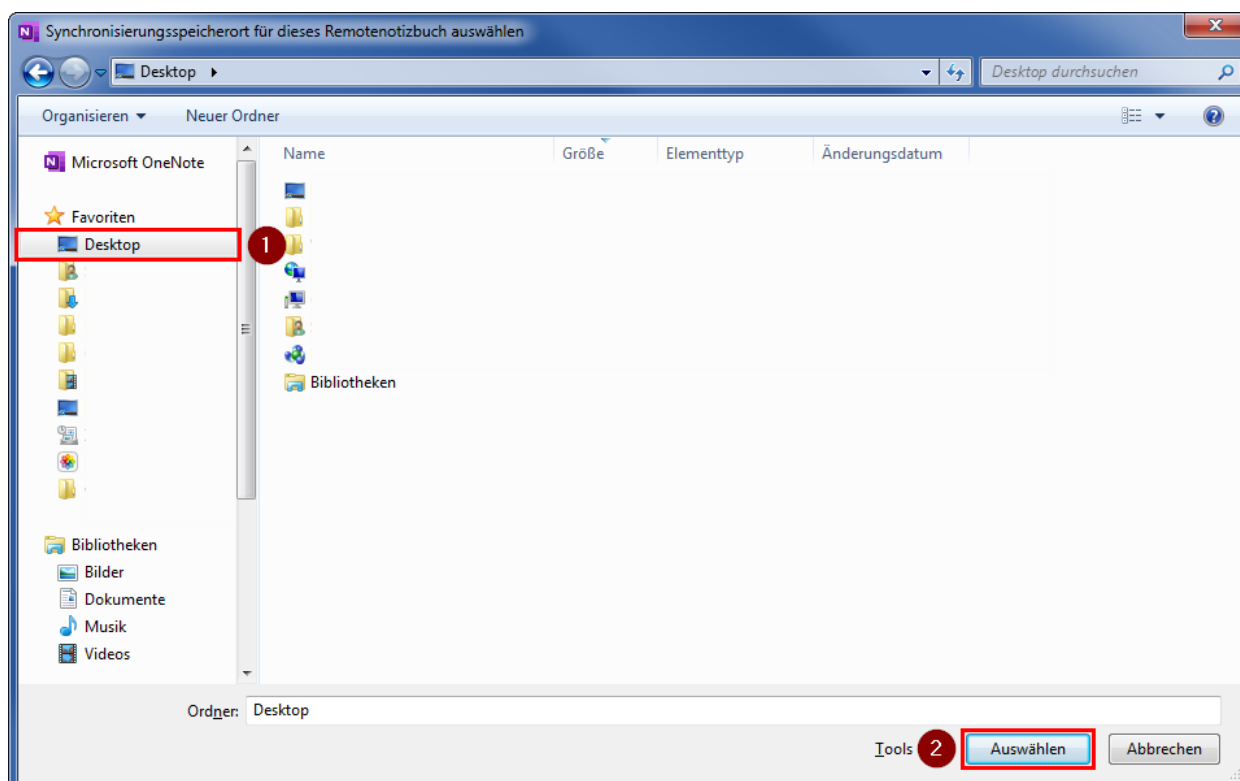 Synchronisierungsspeicherort für dieses Remotenotizbuch auswählen
Desktop
Desktop durchsuchen
Organisieren
Neuer Ordner
Microsoft OneNote
Favoriten
Desktop
1
Bibliotheken
Bilder
Dokumente
Musik
Videos
Name Größe Elementtyp Änderungsdatum
Bibliotheken
Ordner: Desktop
Tools 2 Auswählen Abbrechen